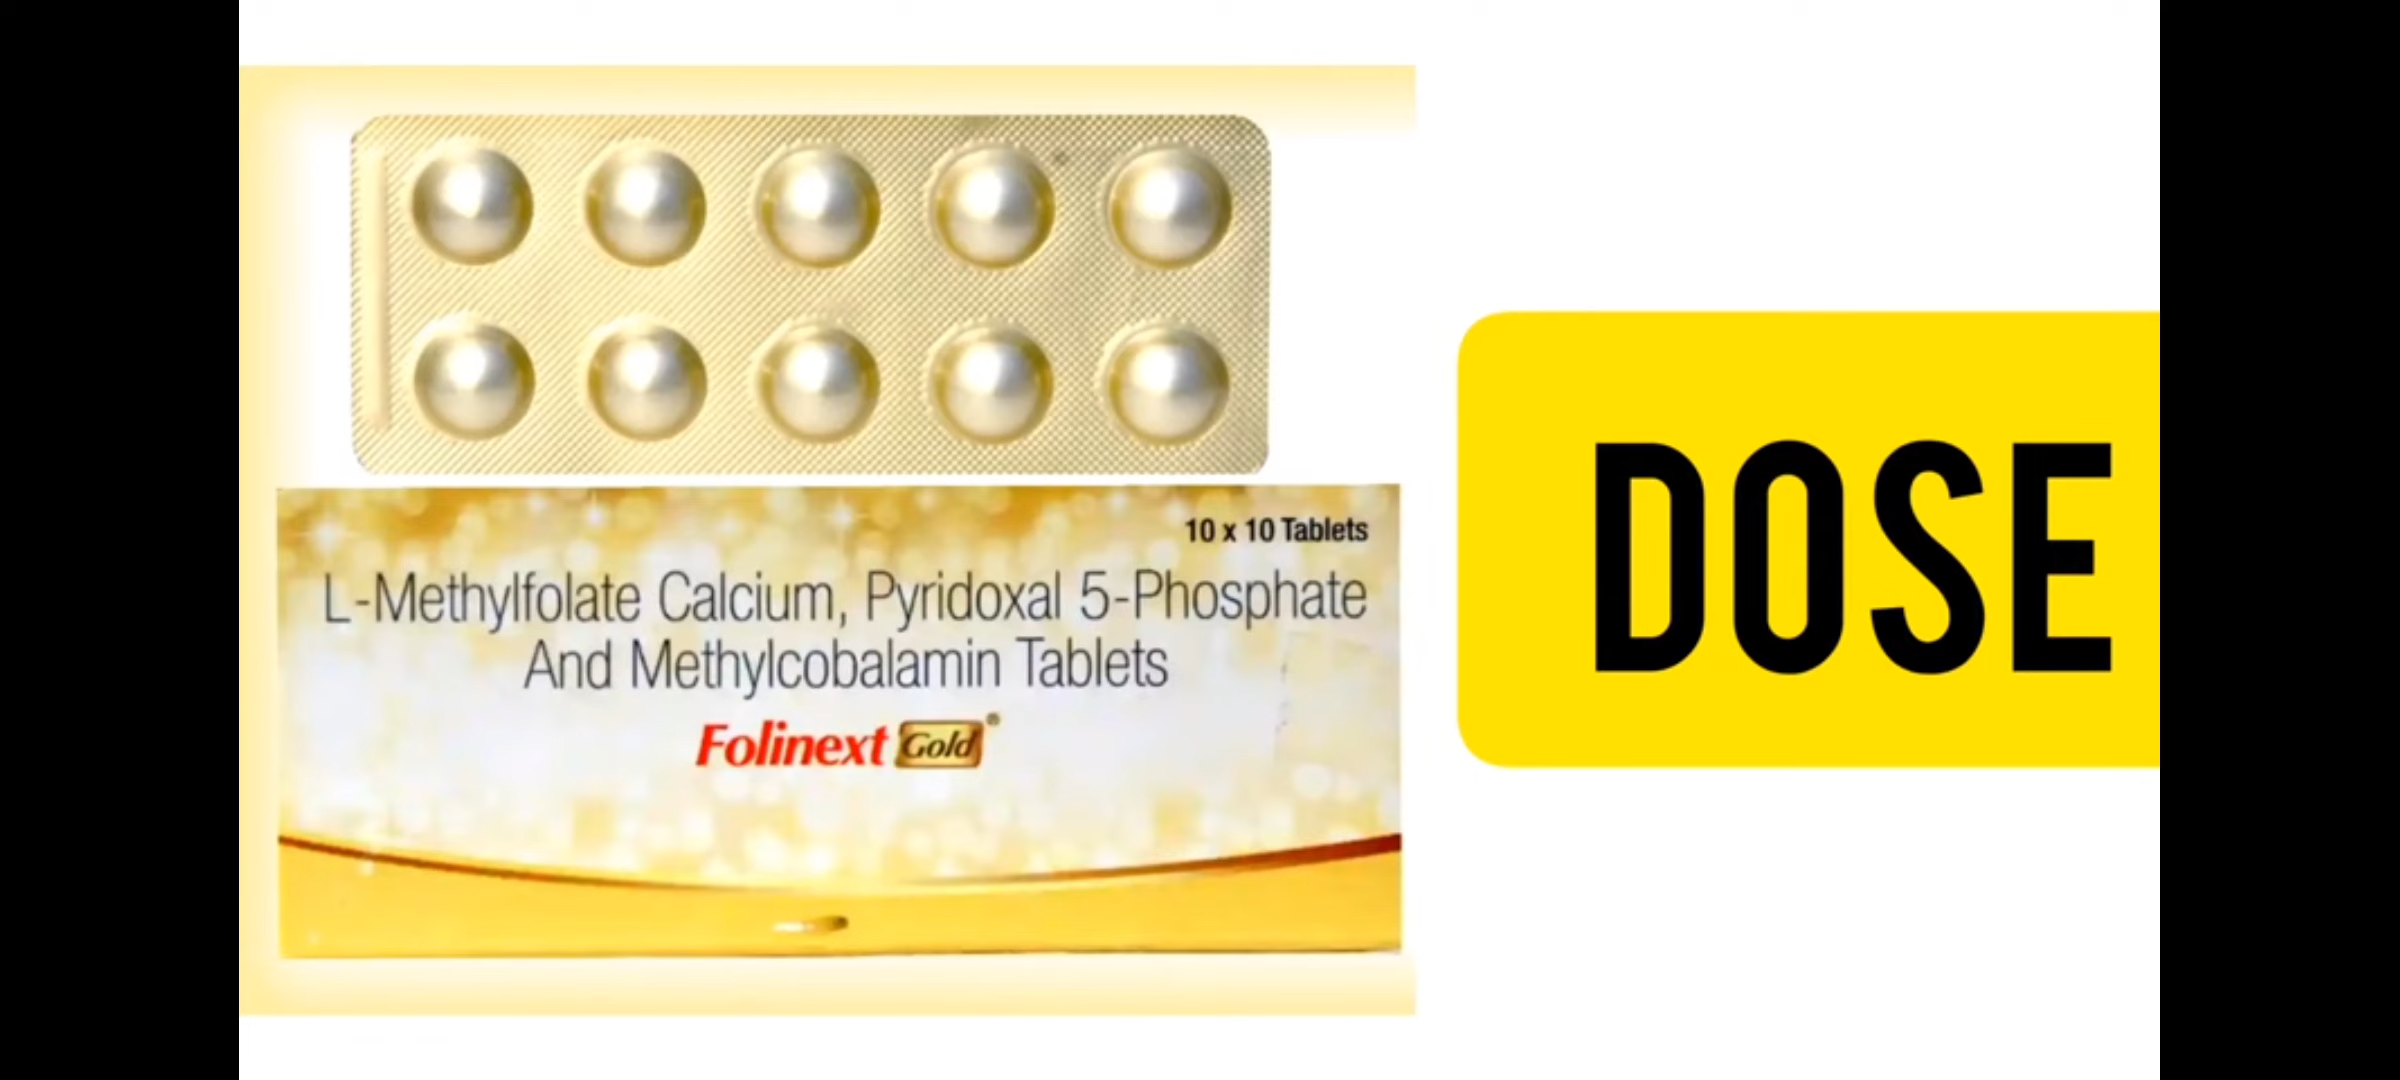 10 x 10 Tablets
L-Methylfolate Calcium, Pyridoxal 5-Phosphate
And Methylcobalamin Tablets
Folinext Gold®
DOSE